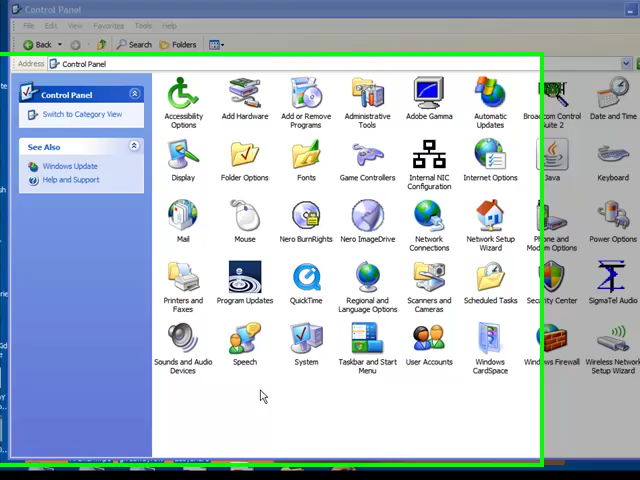 Control Panel
File Edit View Favorites Tools Help
Back Search Folders
Address Control Panel
Control Panel
Switch to Category View
See Also
Windows Update
Help and Support
Accessibility Options
Add Hardware
Add or Remove Programs
Administrative Tools
Adobe Gamma
Automatic Updates
Broadcom Control Suite 2
Date and Time
Display
Folder Options
Fonts
Game Controllers
Internal NIC Configuration
Internet Options
Java
Keyboard
Mail
Mouse
Nero BurnRights
Nero ImageDrive
Network Connections
Network Setup Wizard
Phone and Modem Options
Power Options
Printers and Faxes
Program Updates
QuickTime
Regional and Language Options
Scanners and Cameras
Scheduled Tasks
Security Center
SigmaTel Audio
Sounds and Audio Devices
Speech
System
Taskbar and Start Menu
User Accounts
Windows CardSpace
Windows Firewall
Wireless Network Setup Wizard